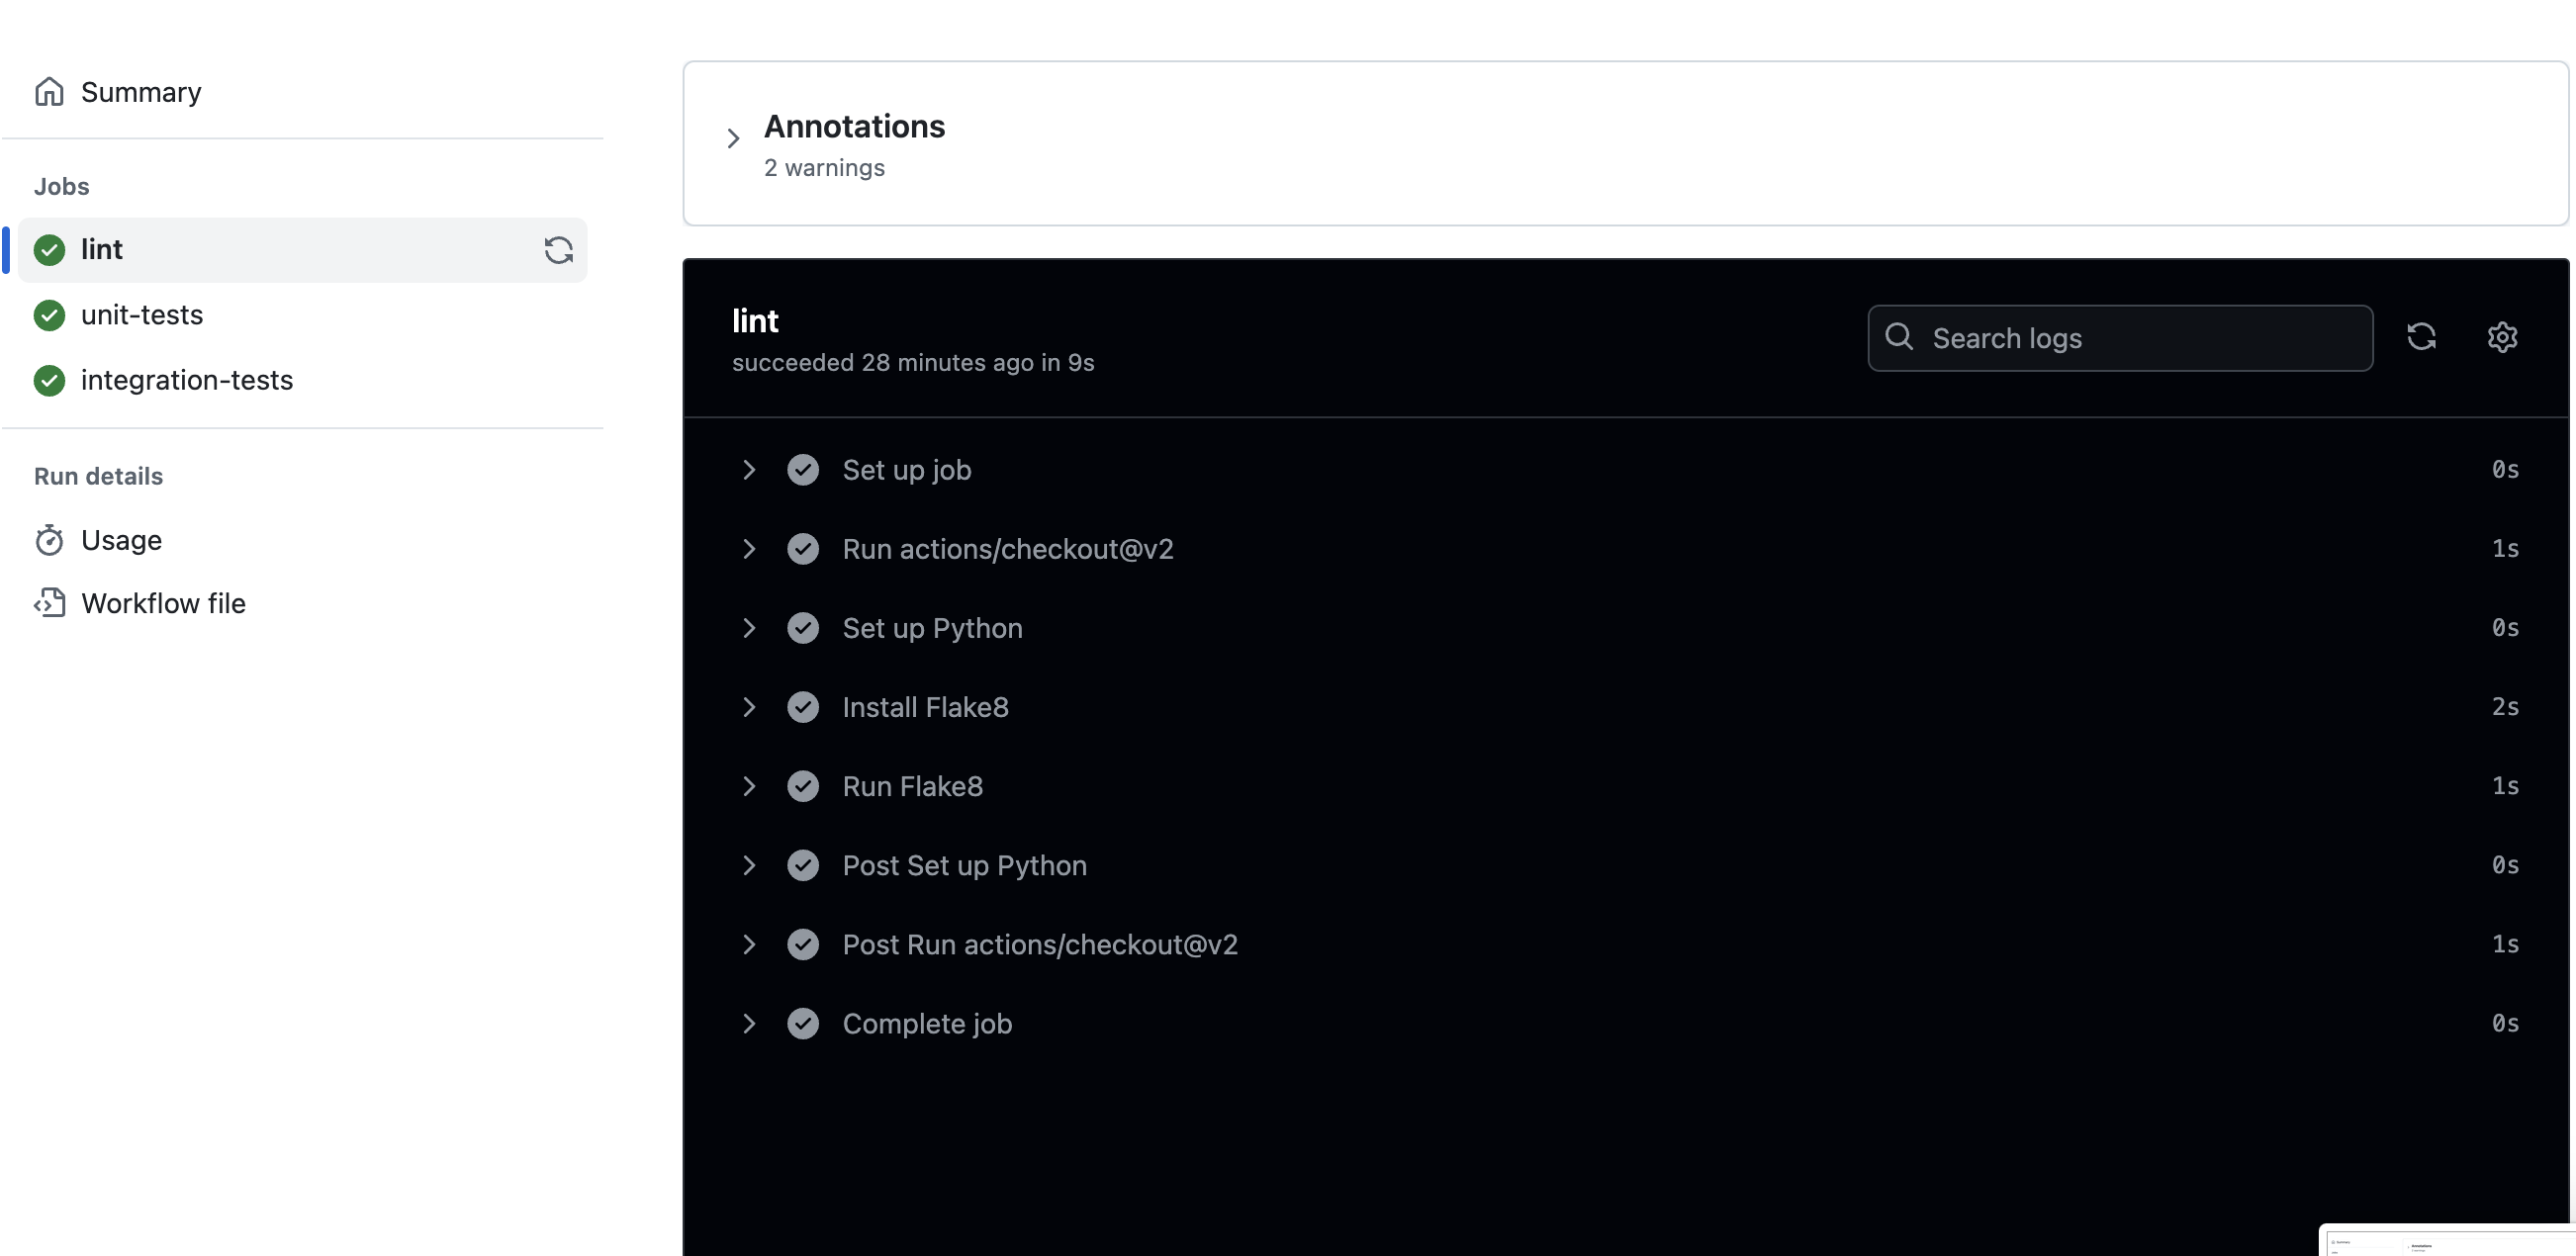 Summary
Jobs
lint
unit-tests
integration-tests
Run details
Usage
Workflow file
Annotations
2 warnings
lint
succeeded 28 minutes ago in 9s
Search logs
Set up job 0s
Run actions/checkout@v2 1s
Set up Python 0s
Install Flake8 2s
Run Flake8 1s
Post Set up Python 0s
Post Run actions/checkout@v2 1s
Complete job 0s